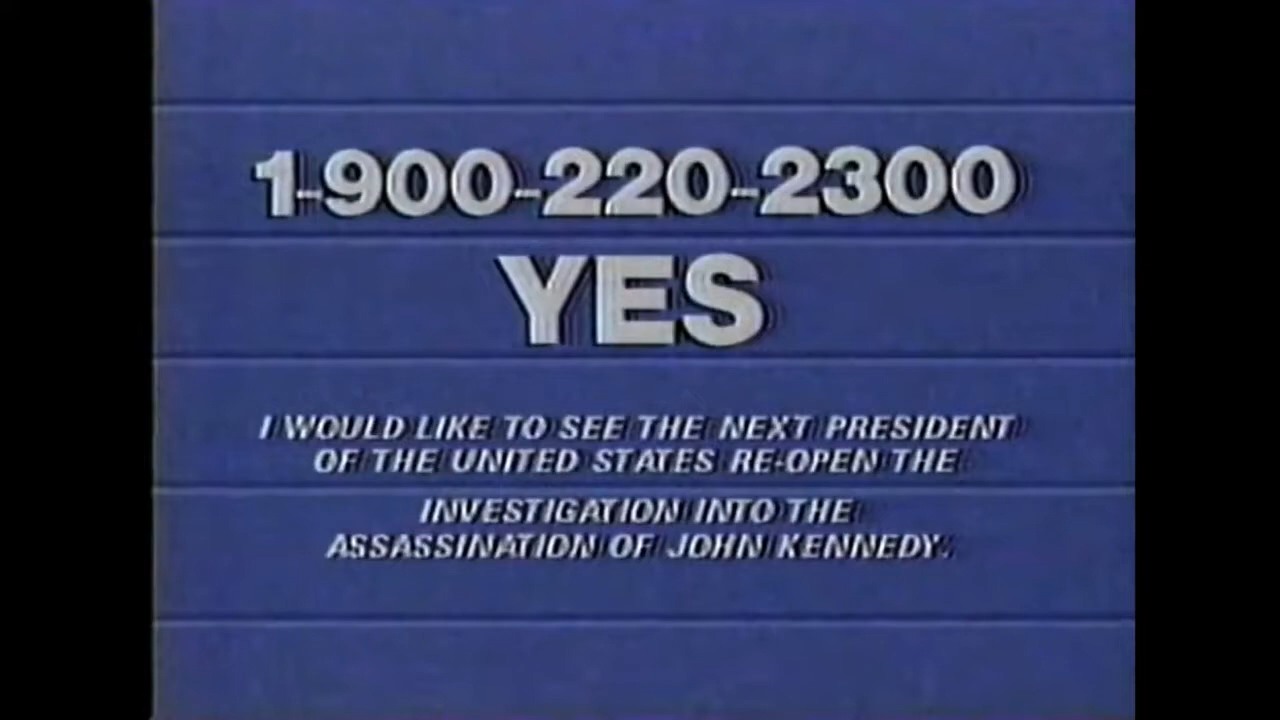 1-900-220-2300
YES
I WOULD LIKE TO SEE THE NEXT PRESIDENT
OF THE UNITED STATES RE-OPEN THE
INVESTIGATION INTO THE
ASSASSINATION OF JOHN KENNEDY.